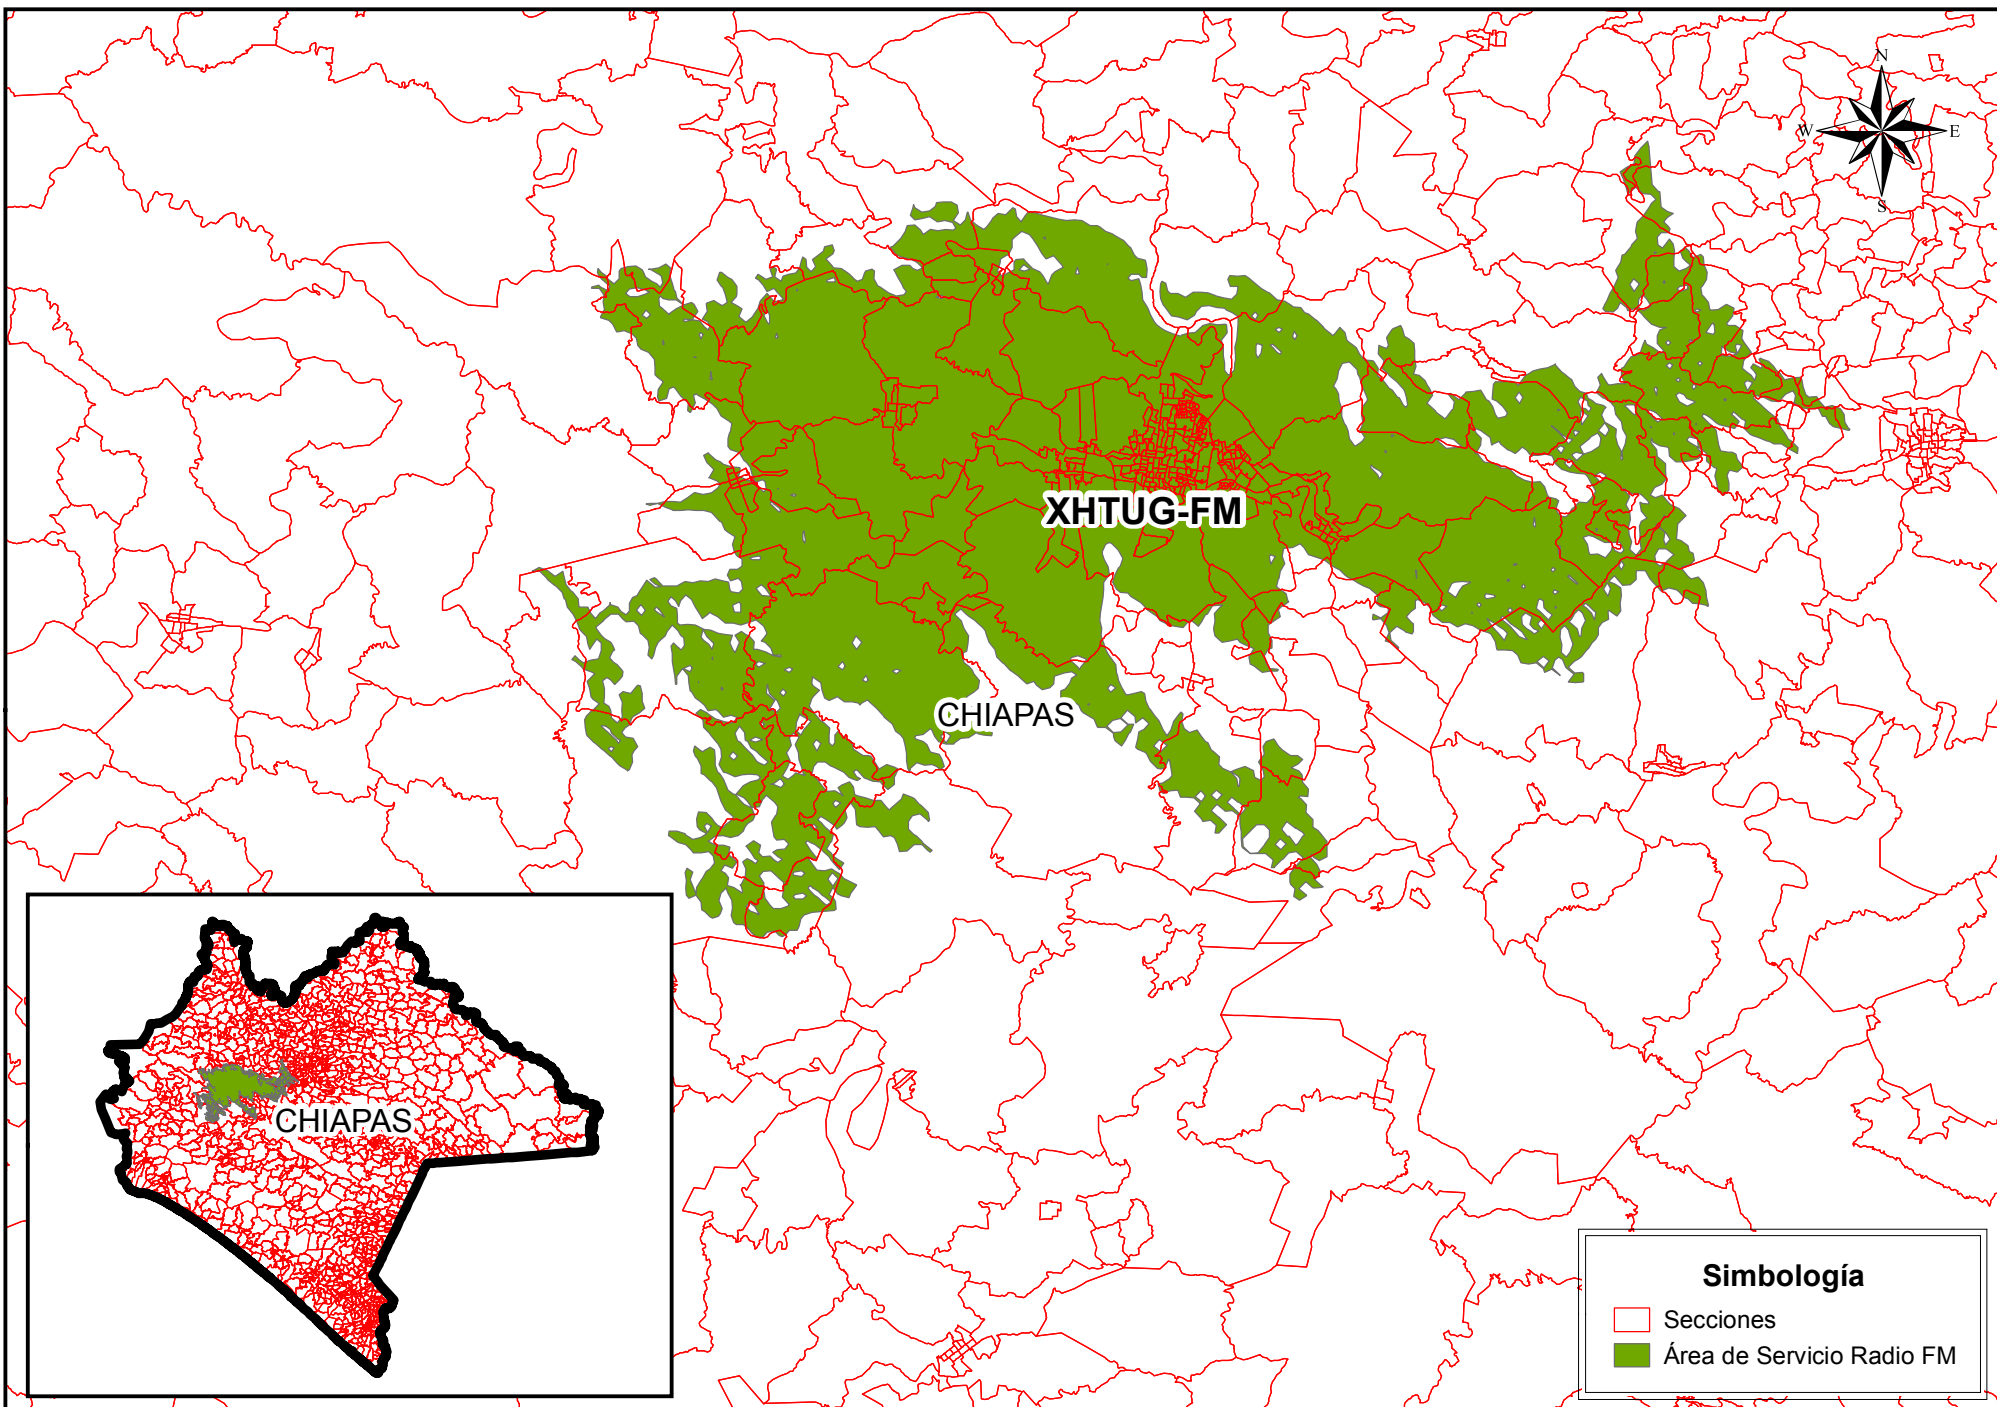 N
W E
S
XHTUG-FM
CHIAPAS
CHIAPAS
Simbología
Secciones
Área de Servicio Radio FM